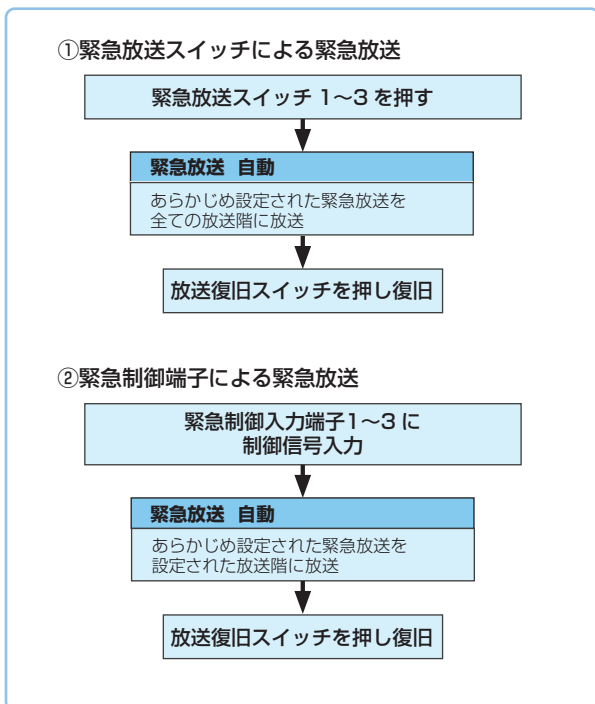 ①緊急放送スイッチによる緊急放送
緊急放送スイッチ 1〜3 を押す
緊急放送 自動
あらかじめ設定された緊急放送を
全ての放送階に放送
放送復旧スイッチを押し復旧
②緊急制御端子による緊急放送
緊急制御入力端子1〜3 に
制御信号入力
緊急放送 自動
あらかじめ設定された緊急放送を
設定された放送階に放送
放送復旧スイッチを押し復旧